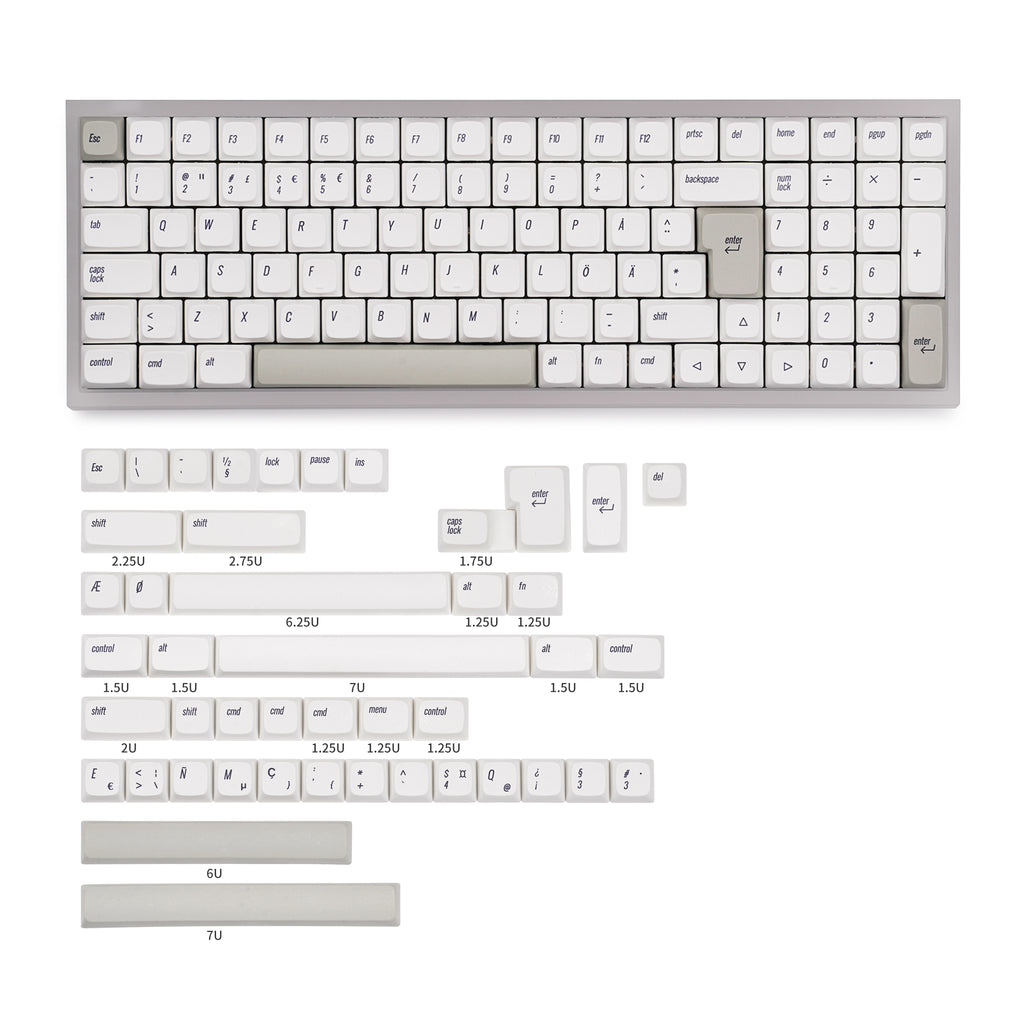 Esc F1 F2 F3 F4 F5 F6 F7 F8 F9 F10 F11 F12 prtsc del home end pgup pgdn
! @ " # £ $ € % € & / ( ) = ? ` backspace num ÷ × −
1 2 3 4 5 6 7 8 9 0 + lock
tab Q W E R T Y U I O P Å ^ enter 7 8 9 +
¨
caps A S D F G H J K L Ö Ä * 4 5 6
lock '
shift < Z X C V B N M ; : – shift △ 1 2 3 enter
> , . -
control cmd alt alt fn cmd ◁ ▽ ▷ 0 .
Esc | ½ lock pause ins
\ §
del
enter enter
shift shift caps
lock
2.25U 2.75U 1.75U
Æ Ø alt fn
6.25U 1.25U 1.25U
control alt alt control
1.5U 1.5U 7U 1.5U 1.5U
shift shift cmd cmd cmd menu control
2U 1.25U 1.25U 1.25U
E < ¦ Ñ M Ç : * ^ $ ¤ Q ¿ § # ·
€ > \ µ } . { + 4 @ ¡ 3 3
6U
7U